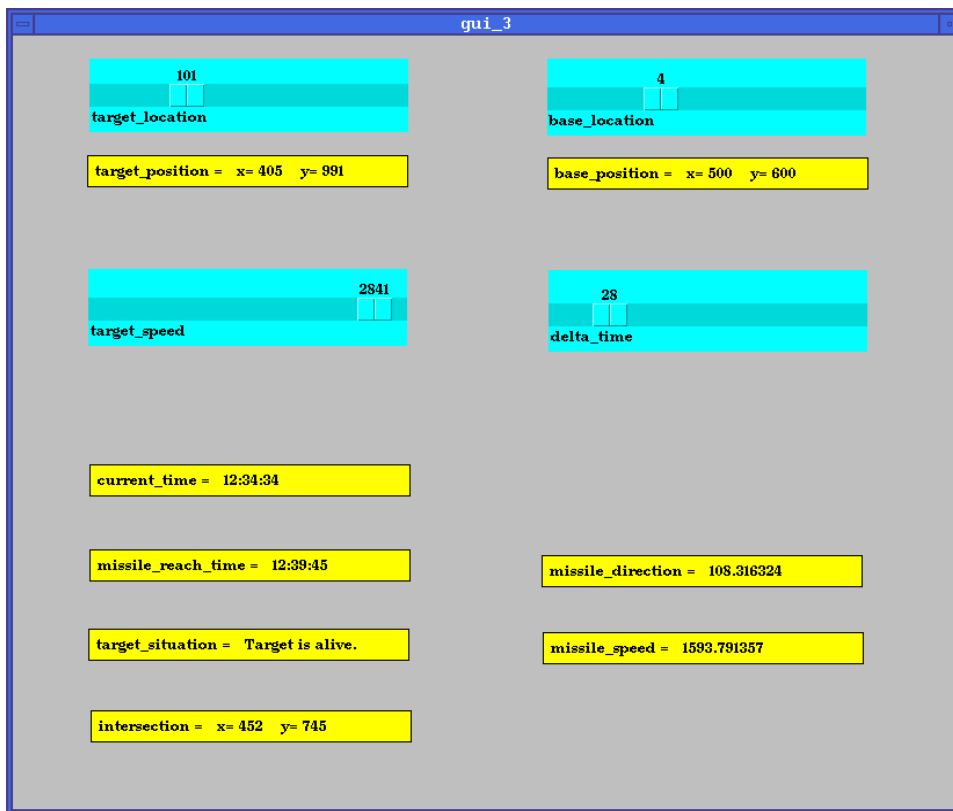 gui_3
101
target_location
4
base_location
target_position = x= 405 y= 991
base_position = x= 500 y= 600
2841
target_speed
28
delta_time
current_time = 12:34:34
missile_reach_time = 12:39:45
missile_direction = 108.316324
target_situation = Target is alive.
missile_speed = 1593.791357
intersection = x= 452 y= 745